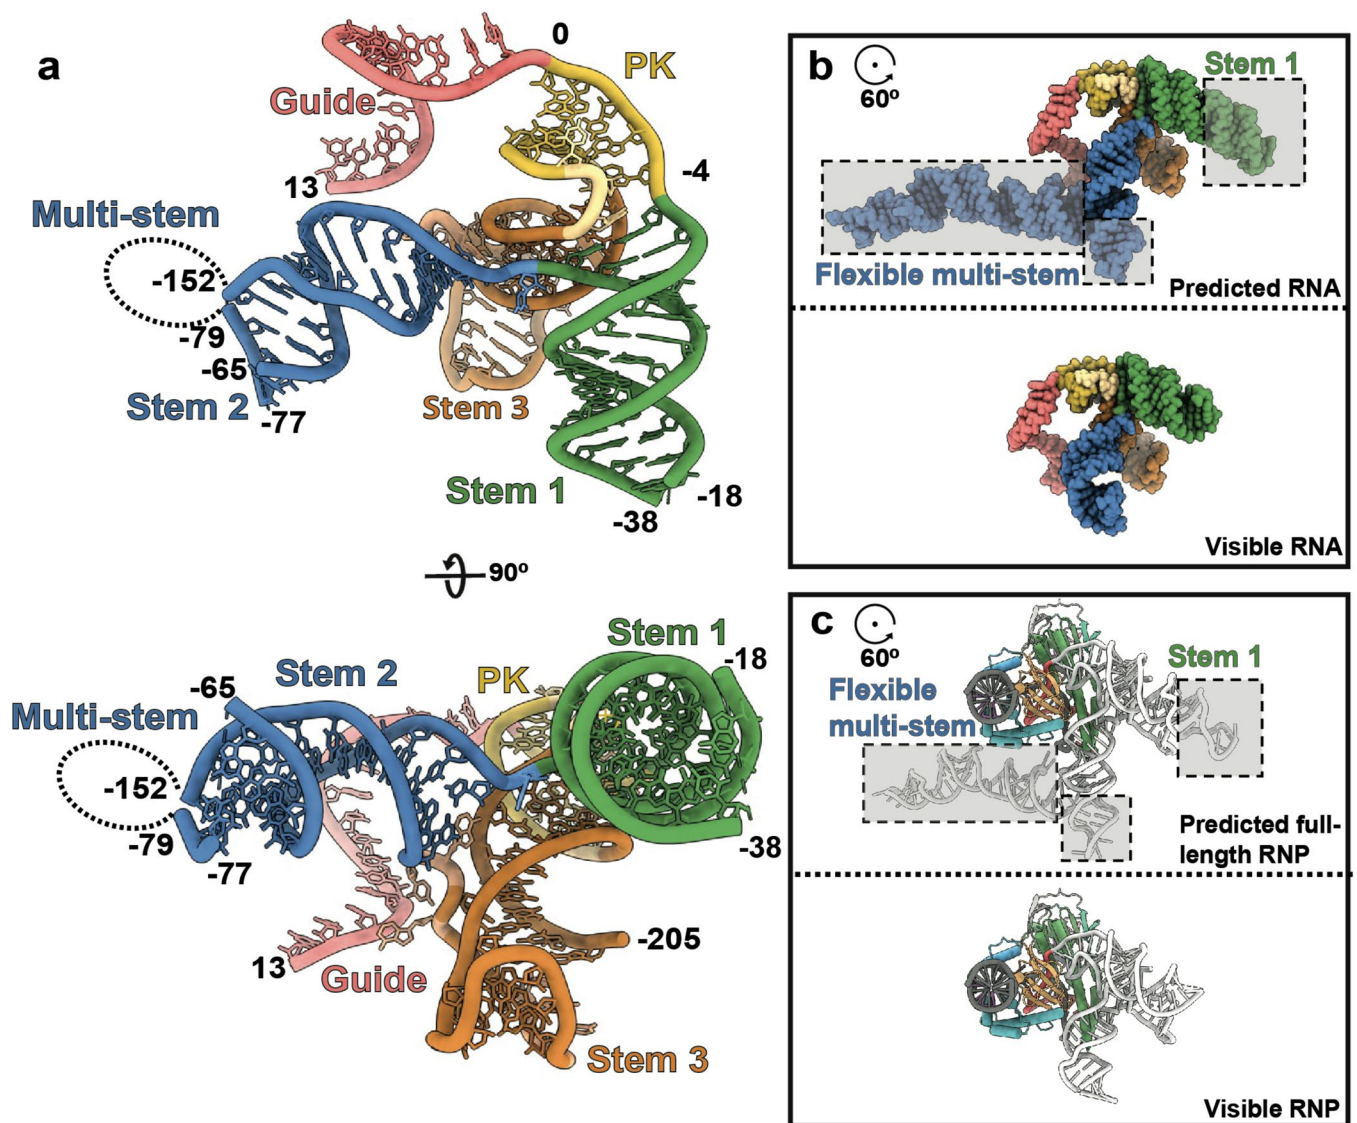 a
0
PK
Guide
-4
13
Multi-stem
-152
-79
-65
Stem 2
-77
Stem 3
Stem 1
-18
-38
90º
Stem 1
-18
Stem 2
PK
-65
Multi-stem
-152
-79
-77
-38
-205
13
Guide
Stem 3
b
60º
Stem 1
Flexible multi-stem
Predicted RNA
Visible RNA
c
60º
Stem 1
Flexible
multi-stem
Predicted full-
length RNP
Visible RNP